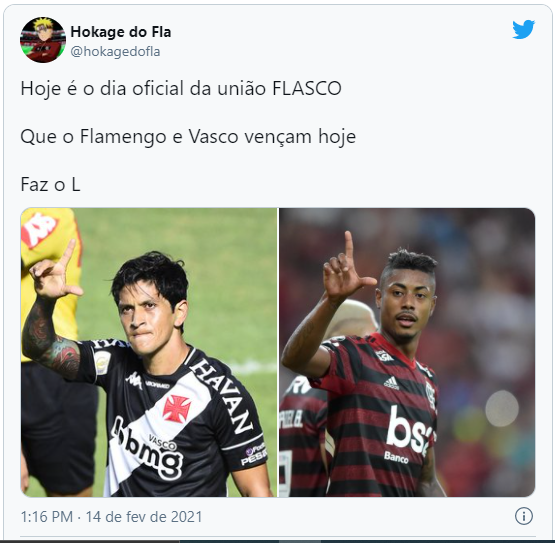 Hokage do Fla
@hokagedofla
Hoje é o dia oficial da união FLASCO
Que o Flamengo e Vasco vençam hoje
Faz o L
HAVAN
VASCO
bmg
bs2
Banco
1:16 PM · 14 de fev de 2021